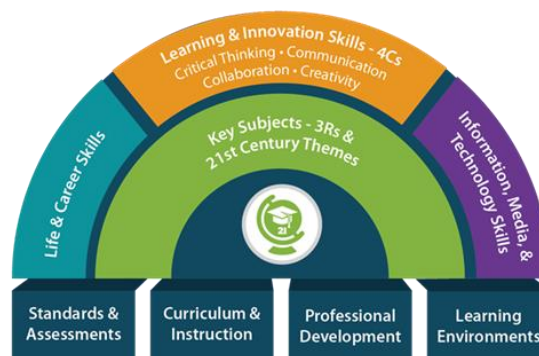 Learning & Innovation Skills - 4Cs
Critical Thinking • Communication
Collaboration • Creativity
Life & Career Skills
Key Subjects - 3Rs &
21st Century Themes
Information, Media, &
Technology Skills
21
Standards &
Assessments
Curriculum &
Instruction
Professional
Development
Learning
Environments